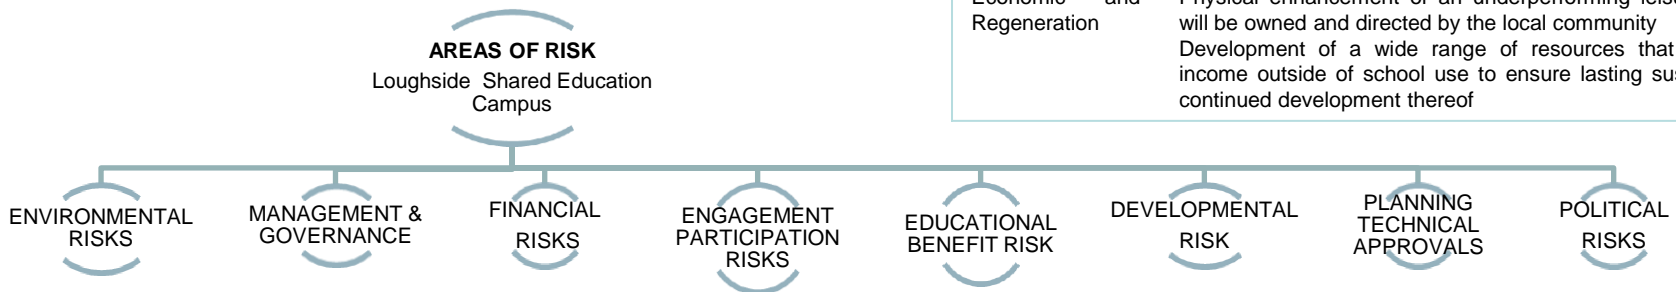 Regeneration
will be owned and directed by the local community
Development of a wide range of resources that
income outside of school use to ensure lasting
continued development thereof
AREAS OF RISK
Loughside Shared Education
Campus
ENVIRONMENTAL
RISKS
MANAGEMENT &
GOVERNANCE
FINANCIAL
RISKS
ENGAGEMENT
PARTICIPATION
RISKS
EDUCATIONAL
BENEFIT RISK
DEVELOPMENTAL
RISK
PLANNING
TECHNICAL
APPROVALS
POLITICAL
RISKS